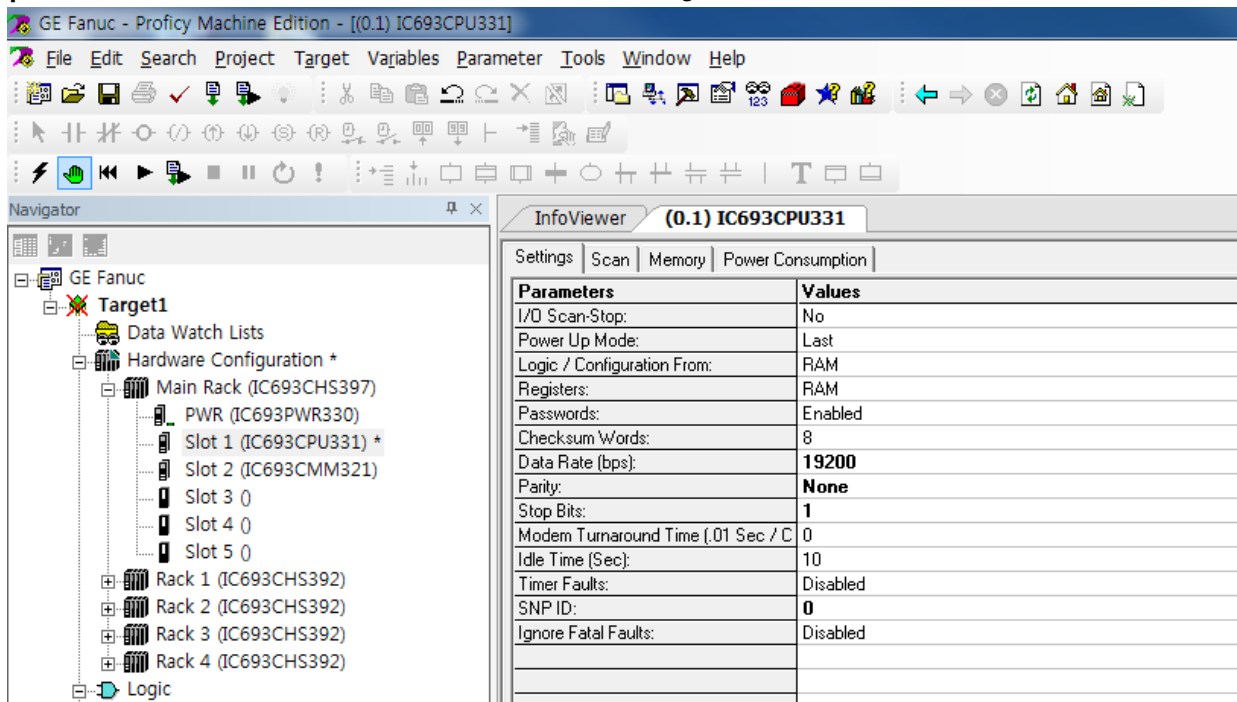 GE Fanuc - Proficy Machine Edition - [(0.1) IC693CPU331]
File Edit Search Project Target Variables Parameter Tools Window Help
Navigator
InfoViewer (0.1) IC693CPU331
Settings Scan Memory Power Consumption
GE Fanuc
Target1
Data Watch Lists
Hardware Configuration *
Main Rack (IC693CHS397)
PWR (IC693PWR330)
Slot 1 (IC693CPU331) *
Slot 2 (IC693CMM321)
Slot 3 ()
Slot 4 ()
Slot 5 ()
Rack 1 (IC693CHS392)
Rack 2 (IC693CHS392)
Rack 3 (IC693CHS392)
Rack 4 (IC693CHS392)
Logic
Parameters Values
I/O Scan-Stop: No
Power Up Mode: Last
Logic / Configuration From: RAM
Registers: RAM
Passwords: Enabled
Checksum Words: 8
Data Rate (bps): 19200
Parity: None
Stop Bits: 1
Modem Turnaround Time (.01 Sec / C 0
Idle Time (Sec): 10
Timer Faults: Disabled
SNP ID: 0
Ignore Fatal Faults: Disabled